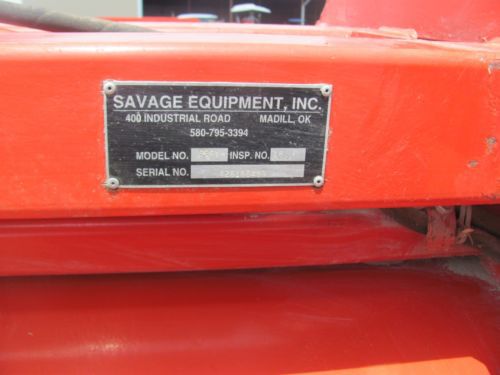 SAVAGE EQUIPMENT, INC.
400 INDUSTRIAL ROAD MADILL, OK
580-795-3394
MODEL NO. INSP. NO.
SERIAL NO.